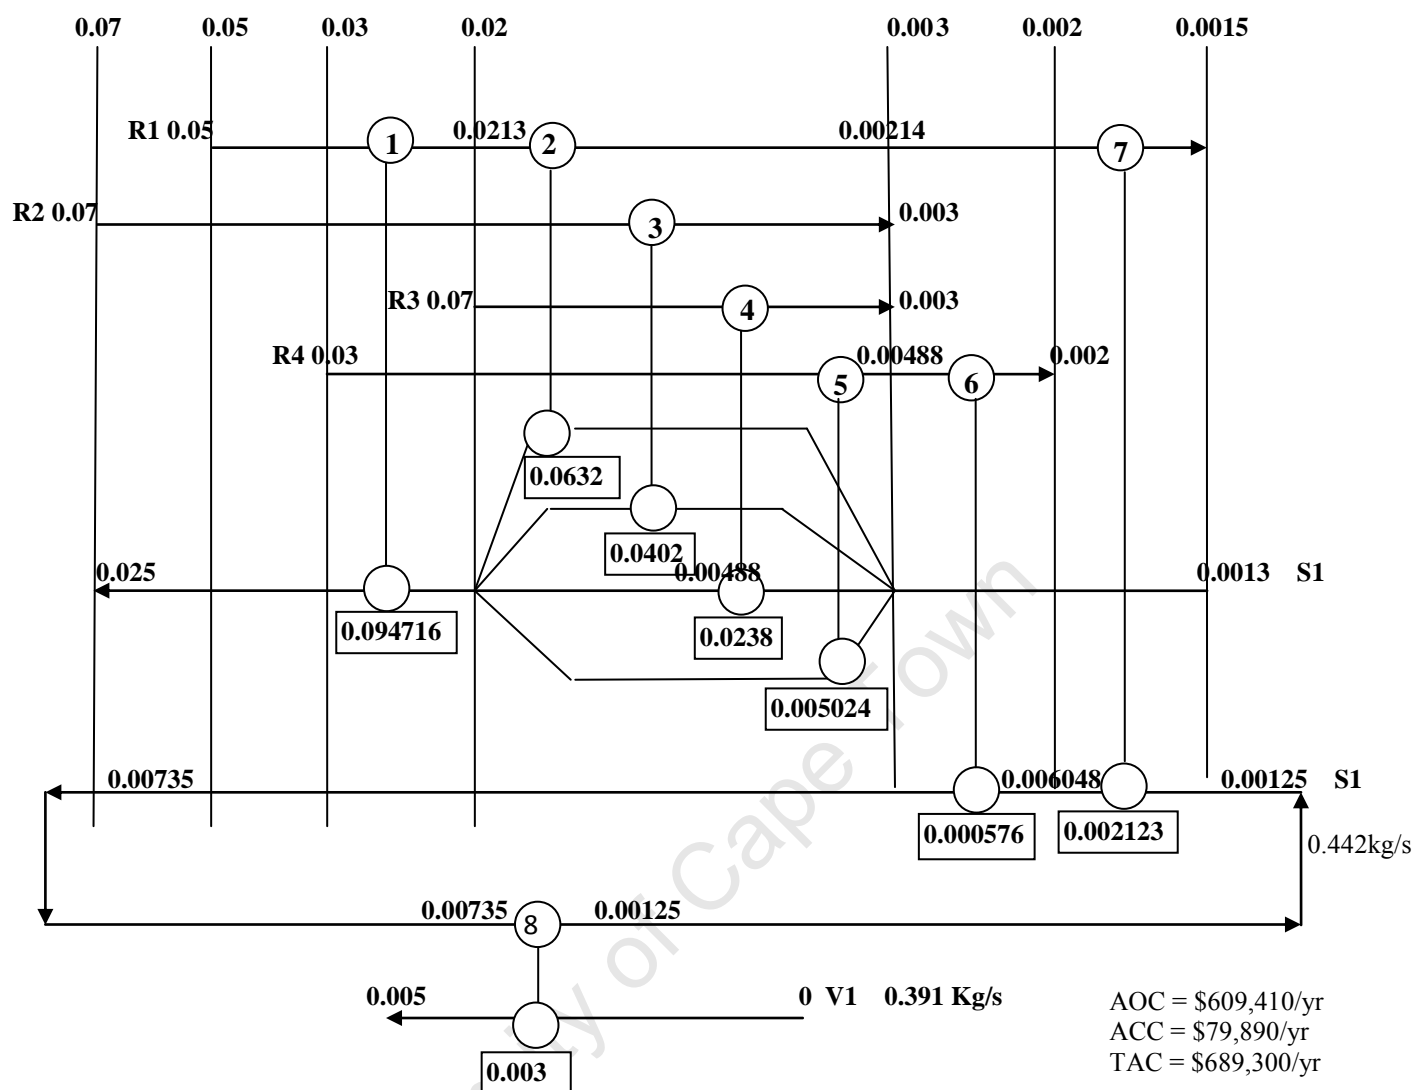 0.07 0.05 0.03 0.02 0.003 0.002 0.0015
R1 0.05 1 0.0213 2 0.00214 7
R2 0.07 3 0.003
R3 0.07 4 0.003
R4 0.03 5 0.00488 6 0.002
0.0632
0.0402
0.025 0.00488 0.0013 S1
0.094716 0.0238
0.005024
0.00735 0.006048 0.00125 S1
0.000576 0.002123
0.442kg/s
0.00735 8 0.00125
0.005 0 V1 0.391 Kg/s
0.003
AOC = $609,410/yr
ACC = $79,890/yr
TAC = $689,300/yr
ity of Cape Town